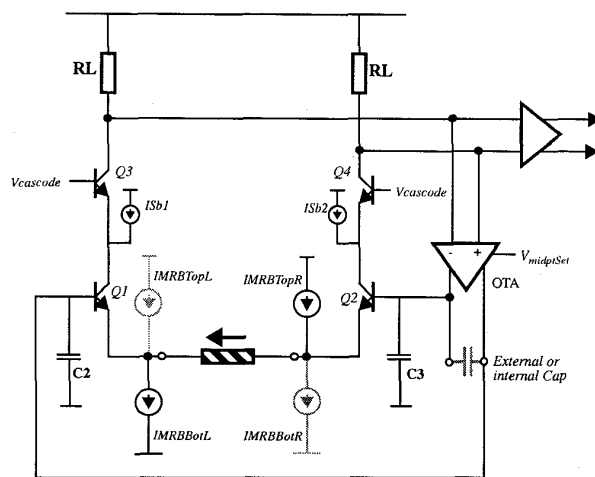 RL
RL
Q3
Q4
Vcascode
Vcascode
ISb1
ISb2
- +
VmidptSet
OTA
IMRBTopL
IMRBTopR
Q1
Q2
C2
C3
External or
internal Cap
IMRBBotL
IMRBBotR